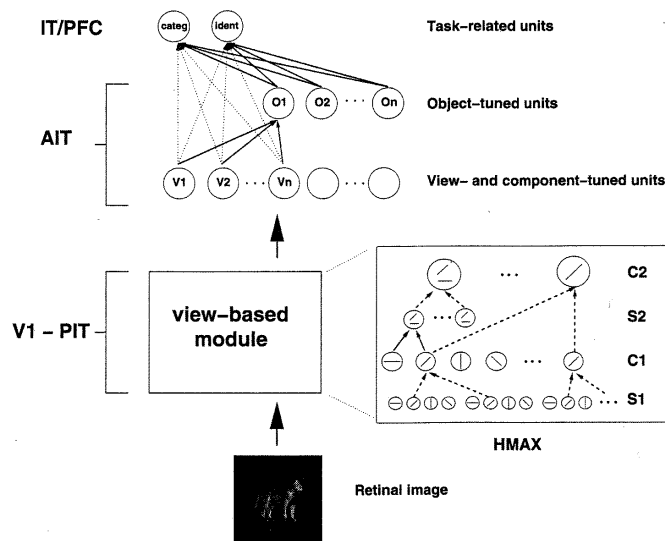 IT/PFC
categ
ident
Task-related units
O1
O2
...
On
Object-tuned units
AIT
V1
V2
...
Vn
...
View- and component-tuned units
V1 - PIT
view-based
module
...
C2
...
S2
...
C1
...
S1
HMAX
Retinal image